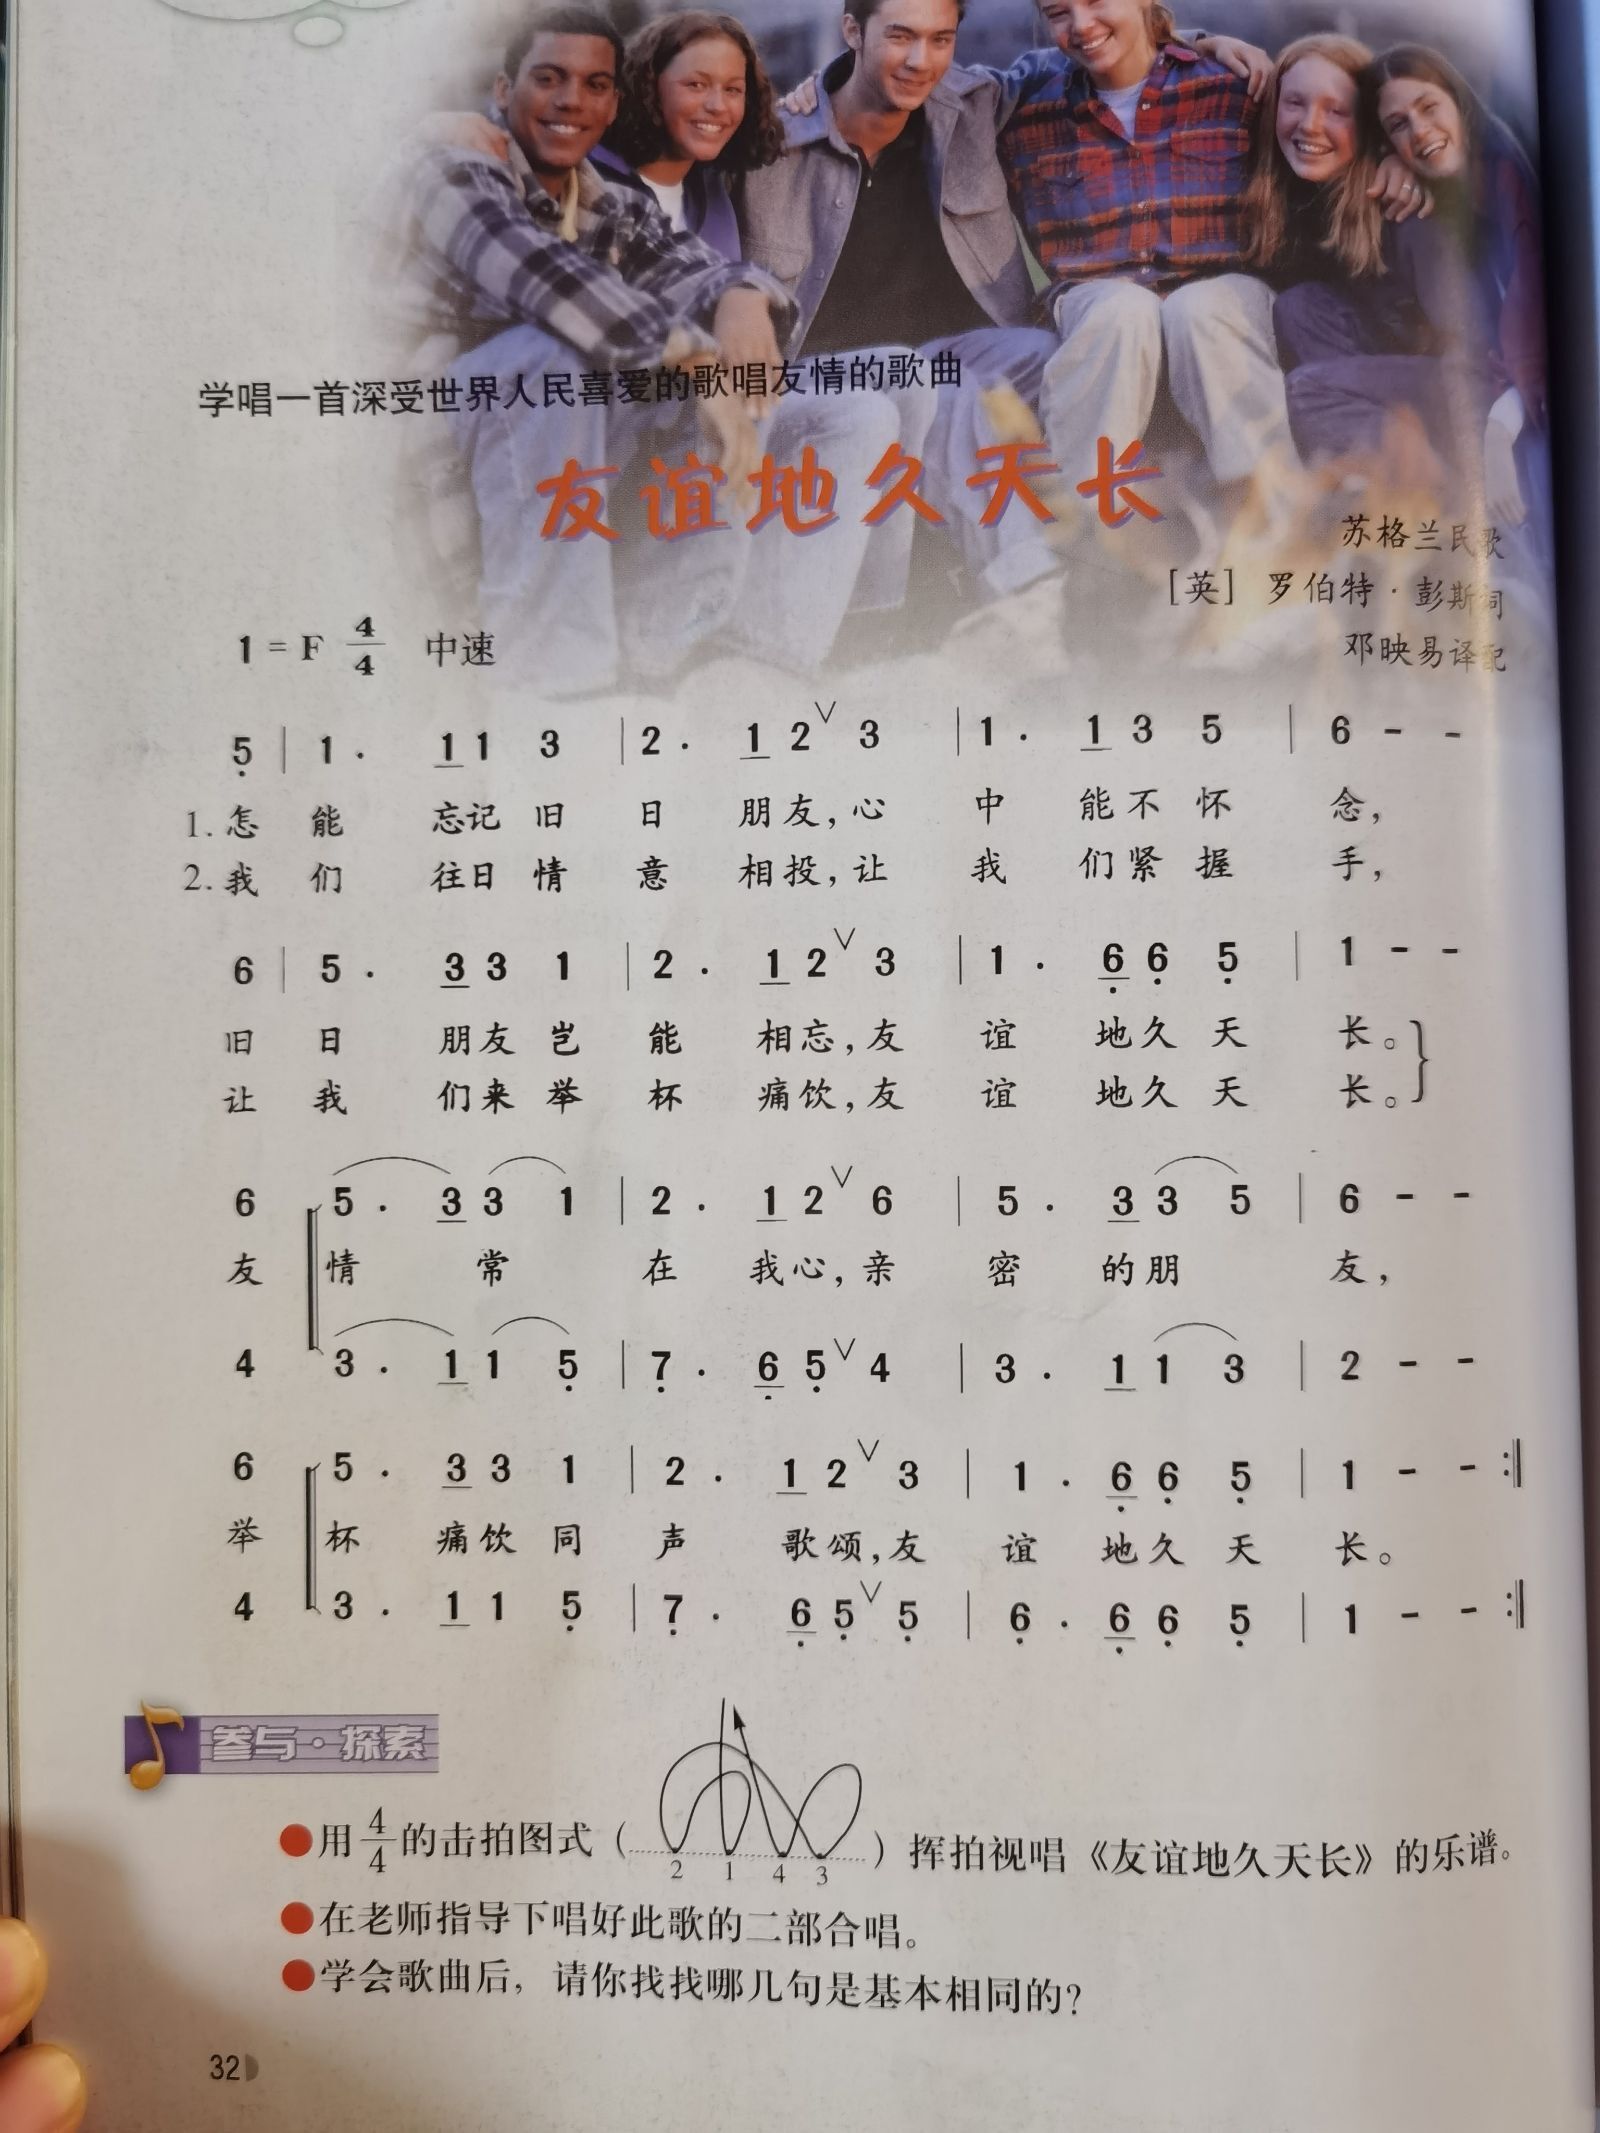 学唱一首深受世界人民喜爱的歌唱友情的歌曲
友谊地久天长
苏格兰民歌
[英] 罗伯特·彭斯词
邓映易译配
1 = F 4/4 中速
5̣ | 1 . 1 1 3 | 2 . 1 2 ∨ 3 | 1 . 1 3 5 | 6 - -
1. 怎 能 忘记 旧 日 朋友, 心 中 能不 怀 念,
2. 我 们 往日 情 意 相投, 让 我 们紧 握 手,
6 | 5 . 3 3 1 | 2 . 1 2 ∨ 3 | 1 . 6̣ 6̣ 5̣ | 1 - -
旧 日 朋友 岂 能 相忘, 友 谊 地久 天 长。
让 我 们来 举 杯 痛饮, 友 谊 地久 天 长。
6 5 . 3 3 1 | 2 . 1 2 ∨ 6 | 5 . 3 3 5 | 6 - -
友 情 常 在 我心, 亲 密 的朋 友,
4 3 . 1 1 5̣ | 7̣ . 6̣ 5̣ ∨ 4 | 3 . 1 1 3 | 2 - -
6 5 . 3 3 1 | 2 . 1 2 ∨ 3 | 1 . 6̣ 6̣ 5̣ | 1 - - :‖
举 杯 痛饮 同 声 歌颂, 友 谊 地久 天 长。
4 3 . 1 1 5̣ | 7̣ . 6̣ 5̣ ∨ 5̣ | 6̣ . 6̣ 6̣ 5̣ | 1 - - :‖
参与·探索
●用4/4的击拍图式( 2 1 4 3 )挥拍视唱《友谊地久天长》的乐谱。
●在老师指导下唱好此歌的二部合唱。
●学会歌曲后, 请你找找哪几句是基本相同的?
32